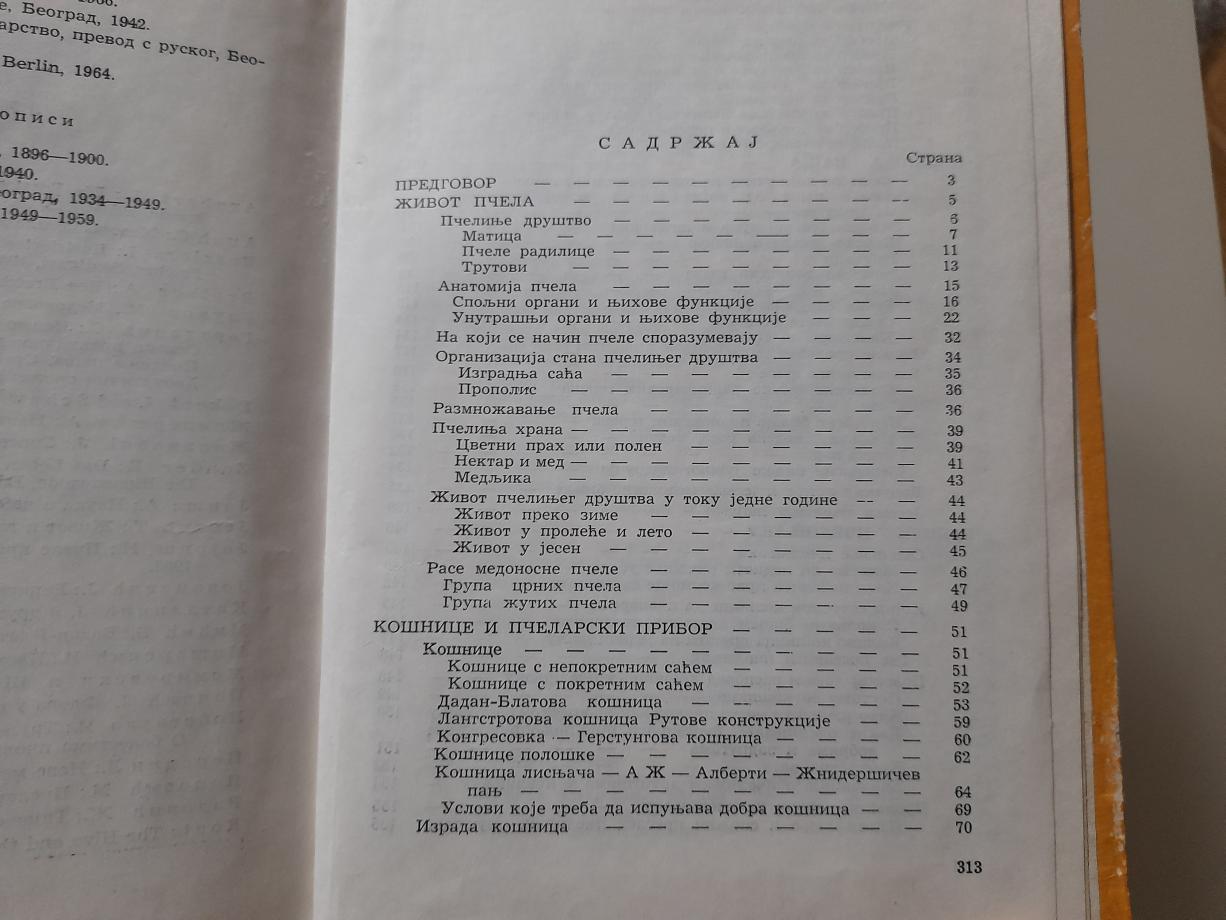 е, Београд, 1942.
арство, превод с руског, Бео-
Berlin, 1964.
описи
1896—1900.
1940.
еоград, 1934—1949.
1949—1959.
САДРЖАЈ
Страна
ПРЕДГОВОР — — — — — — — — — — 3
ЖИВОТ ПЧЕЛА — — — — — — — — — 5
Пчелиње друштво — — — — — — — — 6
Матица — — — — — — — — 7
Пчеле радилице — — — — — — — — 11
Трутови — — — — — — — — — 13
Анатомија пчела — — — — — — — — 15
Спољни органи и њихове функције — — — — 16
Унутрашњи органи и њихове функције — — — 22
На који се начин пчеле споразумевају — — — — 32
Организација стана пчелињег друштва — — — — 34
Изградња саћа — — — — — — — — 35
Прополис — — — — — — — — — 36
Размножавање пчела — — — — — — — 36
Пчелиња храна — — — — — — — — — 39
Цветни прах или полен — — — — — — 39
Нектар и мед — — — — — — — — — 41
Медљика — — — — — — — — — 43
Живот пчелињег друштва у току једне године — — 44
Живот преко зиме — — — — — — — 44
Живот у пролеће и лето — — — — — — 44
Живот у јесен — — — — — — — — 45
Расе медоносне пчеле — — — — — — — 46
Група црних пчела — — — — — — — 47
Група жутих пчела — — — — — — — 49
КОШНИЦЕ И ПЧЕЛАРСКИ ПРИБОР — — — — — 51
Кошнице — — — — — — — — — — 51
Кошнице с непокретним саћем — — — — — 51
Кошнице с покретним саћем — — — — — 52
Дадан-Блатова кошница — — — — — — 53
Лангстротова кошница Рутове конструкције — — 59
Конгресовка — Герстунгова кошница — — — — 60
Кошнице полошке — — — — — — — — 62
Кошница лисњача — А Ж — Алберти — Жнидершичев
пањ — — — — — — — — — — 64
Услови које треба да испуњава добра кошница — — 69
Израда кошница — — — — — — — — 70
313